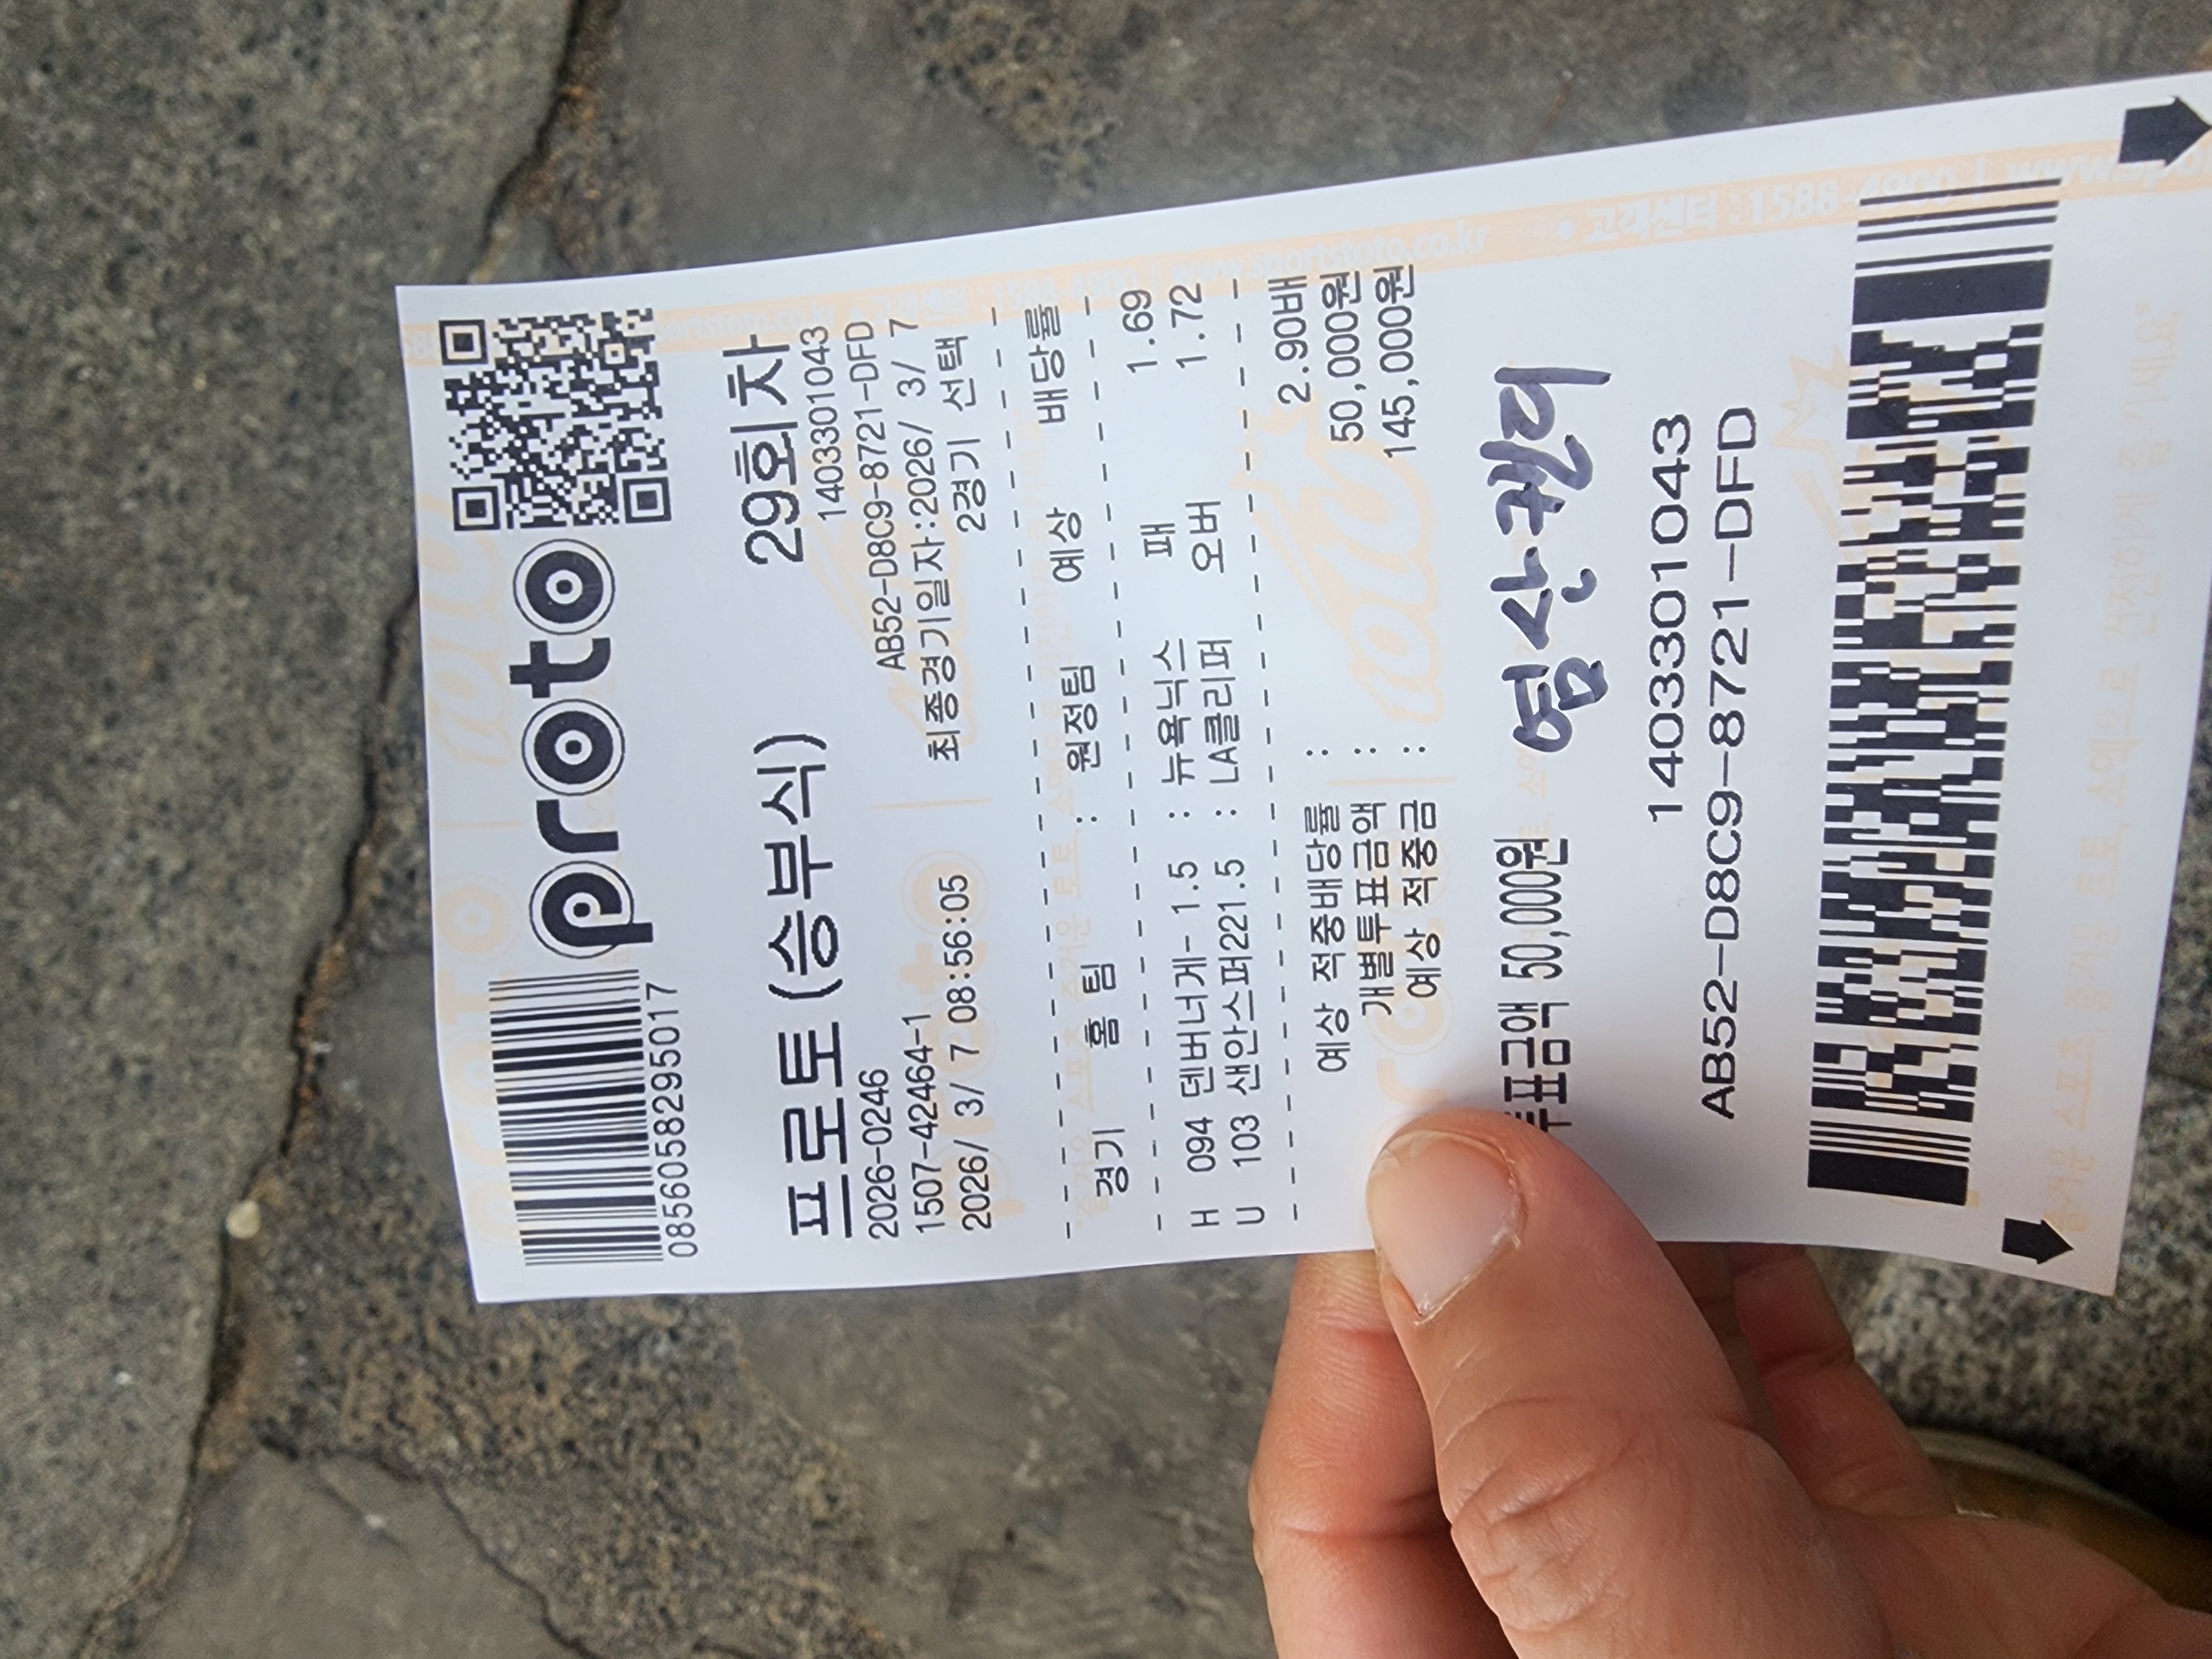 0856058295017
proto
프로토 (승부식) 29회차
2026-0246 1403301043
1507-42464-1 AB52-D8C9-8721-DFD
2026/ 3/ 7 08:56:05 최종경기일자:2026/ 3/ 7
2경기 선택
경기 홈 팀 : 원정팀 예상 배당률
H 094 덴버너게- 1.5 : 뉴욕닉스 패 1.69
U 103 샌안스퍼221.5 : LA클리퍼 오버 1.72
예상 적중배당률 : 2.90배
개별투표금액 : 50,000원
예상 적중금 : 145,000원
투표금액 50,000원
1403301043
AB52-D8C9-8721-DFD
고객센터 : 1588-4900 | www.sportstoto.co.kr